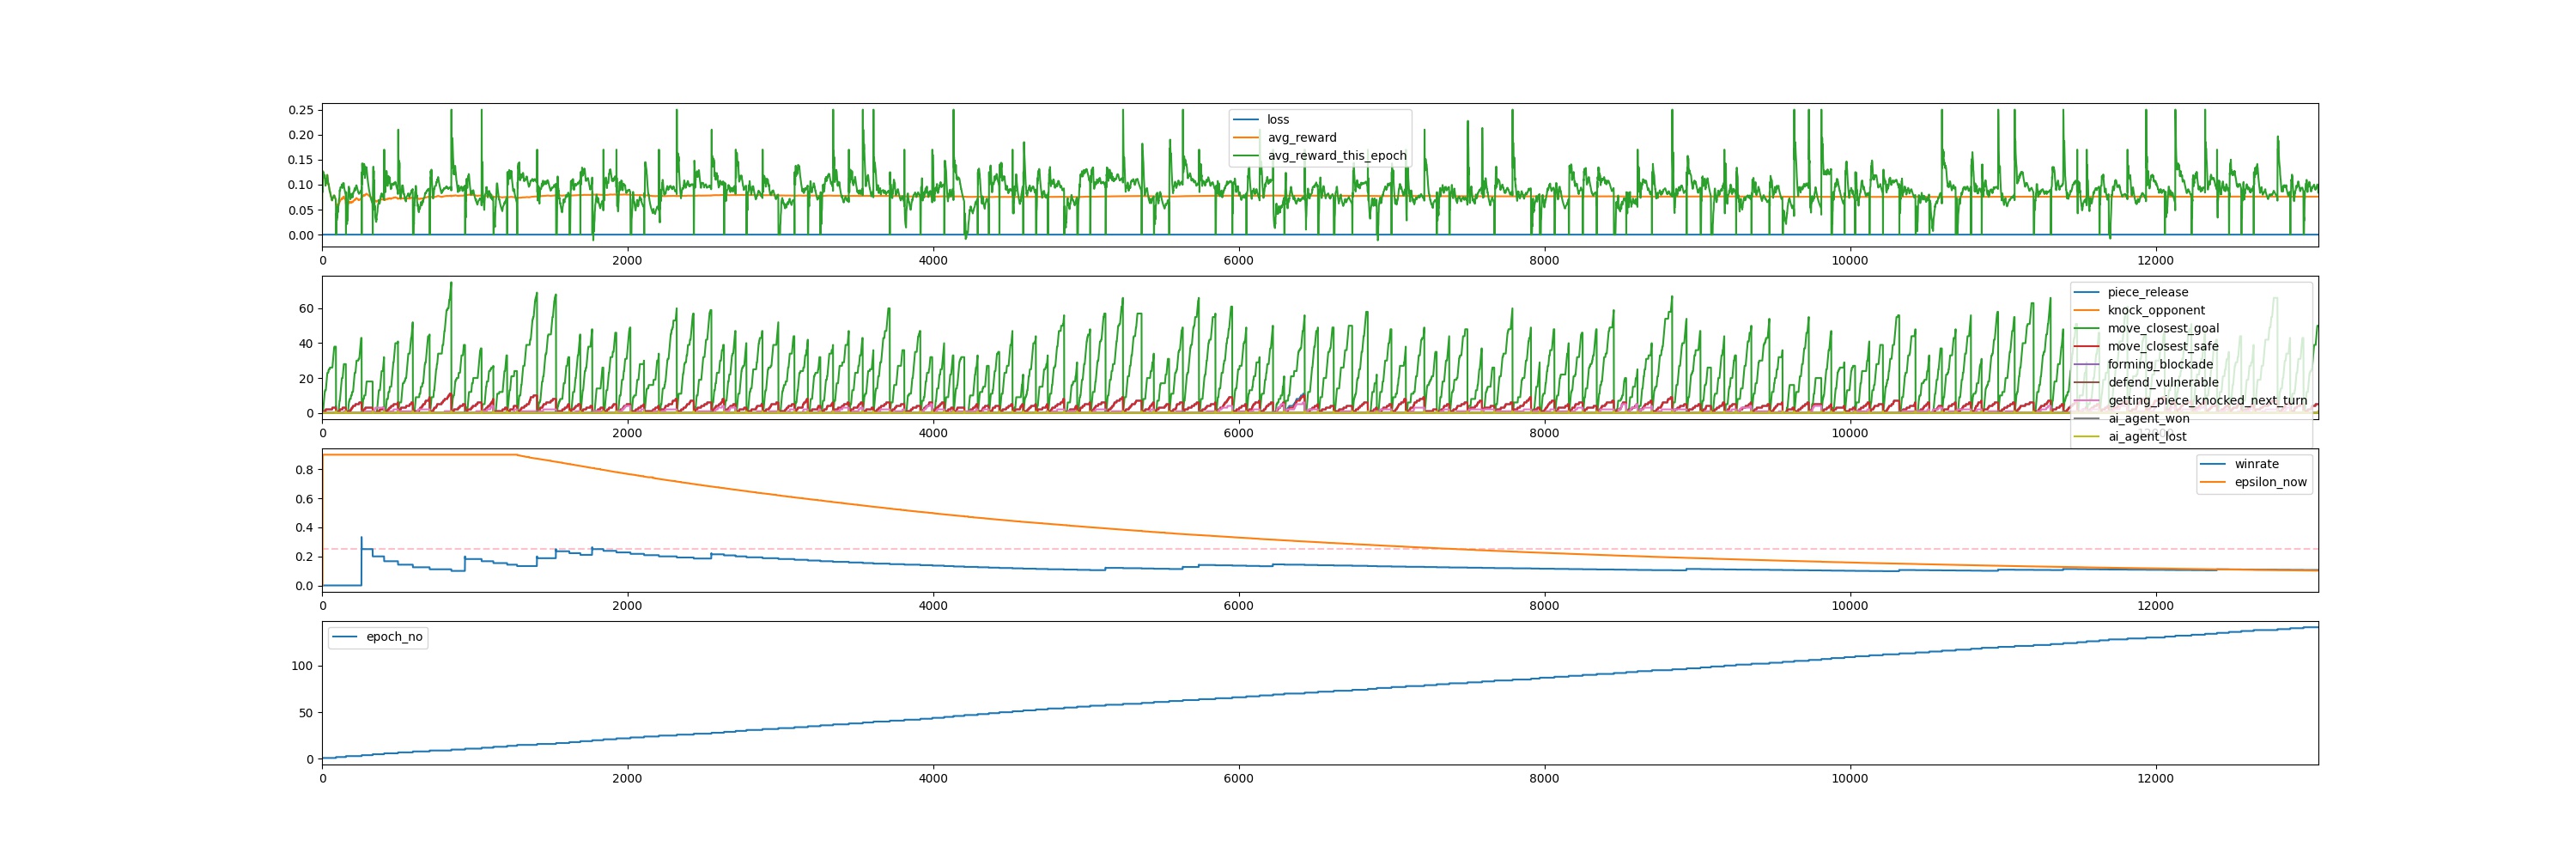 0.25
0.20
0.15
0.10
0.05
0.00
loss
avg_reward
avg_reward_this_epoch
0 2000 4000 6000 8000 10000 12000
60
40
20
0
piece_release
knock_opponent
move_closest_goal
move_closest_safe
forming_blockade
defend_vulnerable
getting_piece_knocked_next_turn
ai_agent_won
ai_agent_lost
0 2000 4000 6000 8000 10000 12000
0.8
0.6
0.4
0.2
0.0
winrate
epsilon_now
0 2000 4000 6000 8000 10000 12000
100
50
0
epoch_no
0 2000 4000 6000 8000 10000 12000